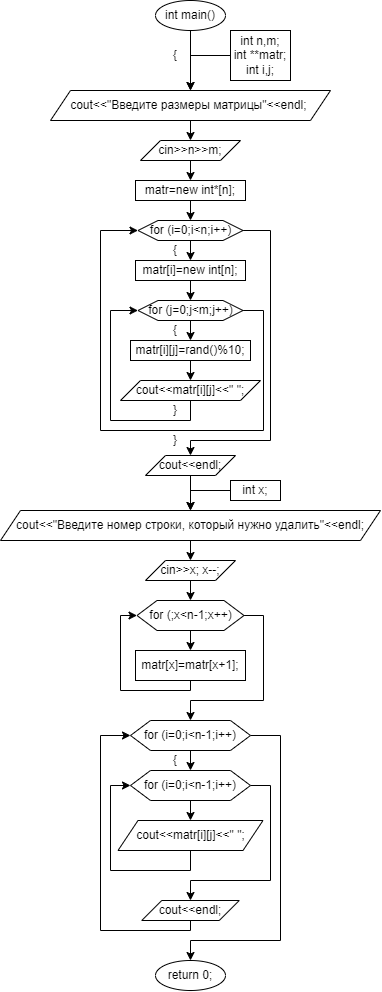 int main()
{
int n,m;
int **matr;
int i,j;
cout<<"Введите размеры матрицы"<<endl;
cin>>n>>m;
matr=new int*[n];
for (i=0;i<n;i++)
{
matr[i]=new int[n];
for (j=0;j<m;j++)
{
matr[i][j]=rand()%10;
cout<<matr[i][j]<<" ";
}
}
cout<<endl;
int x;
cout<<"Введите номер строки, который нужно удалить"<<endl;
cin>>x; x--;
for (;x<n-1;x++)
matr[x]=matr[x+1];
for (i=0;i<n-1;i++)
{
for (i=0;i<n-1;i++)
cout<<matr[i][j]<<" ";
cout<<endl;
return 0;